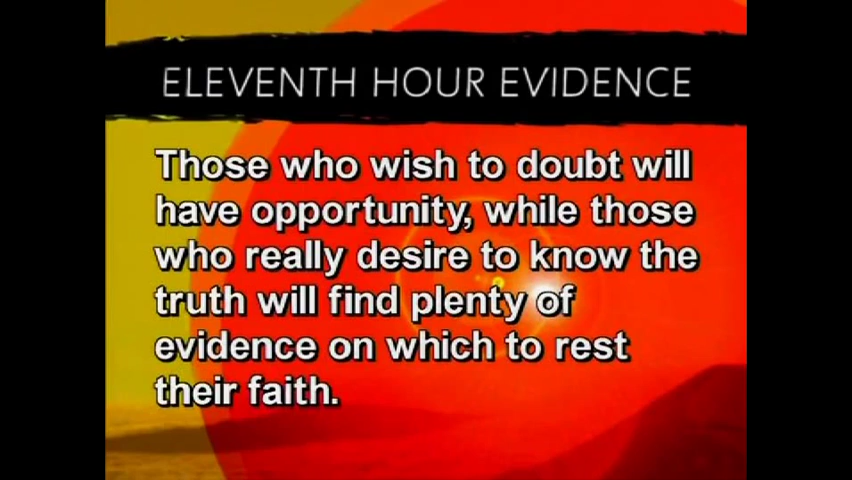 ELEVENTH HOUR EVIDENCE
Those who wish to doubt will
have opportunity, while those
who really desire to know the
truth will find plenty of
evidence on which to rest
their faith.